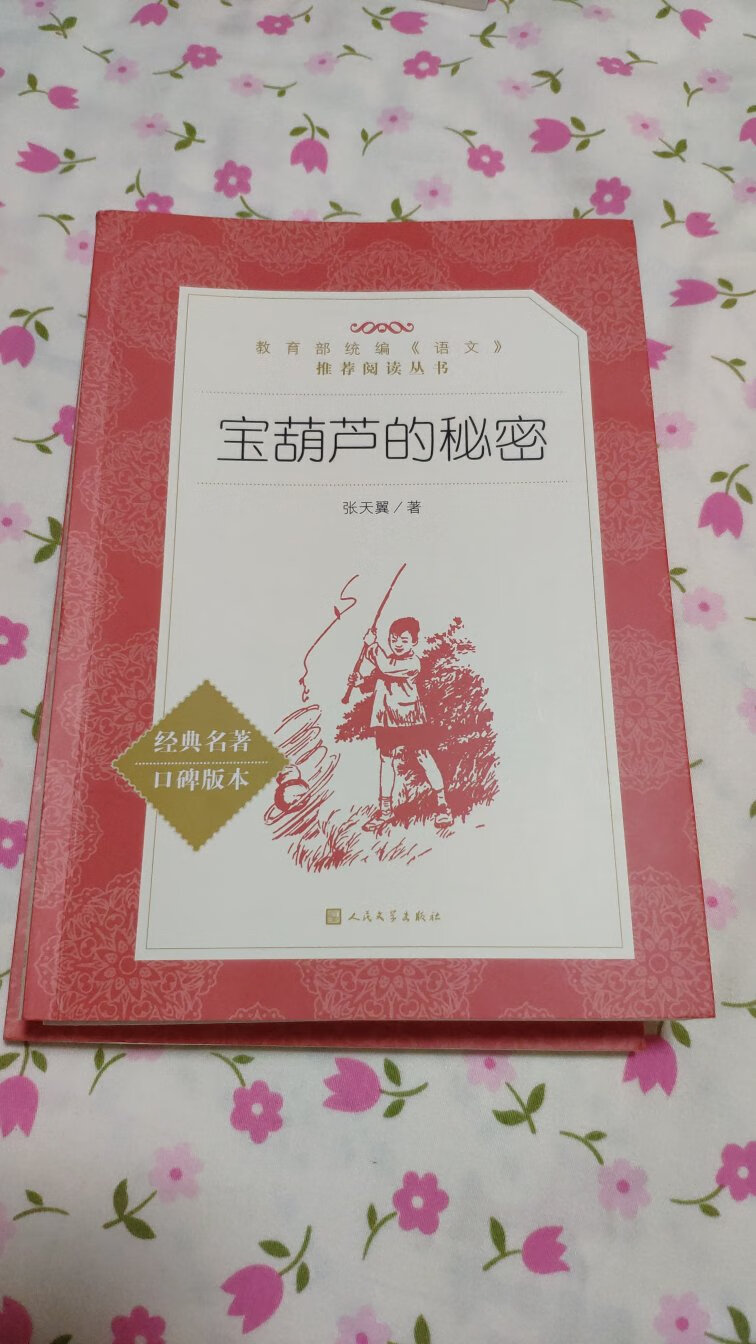 教育部统编《语文》
推荐阅读丛书
宝葫芦的秘密
张天翼/著
经典名著
口碑版本
人民文学出版社